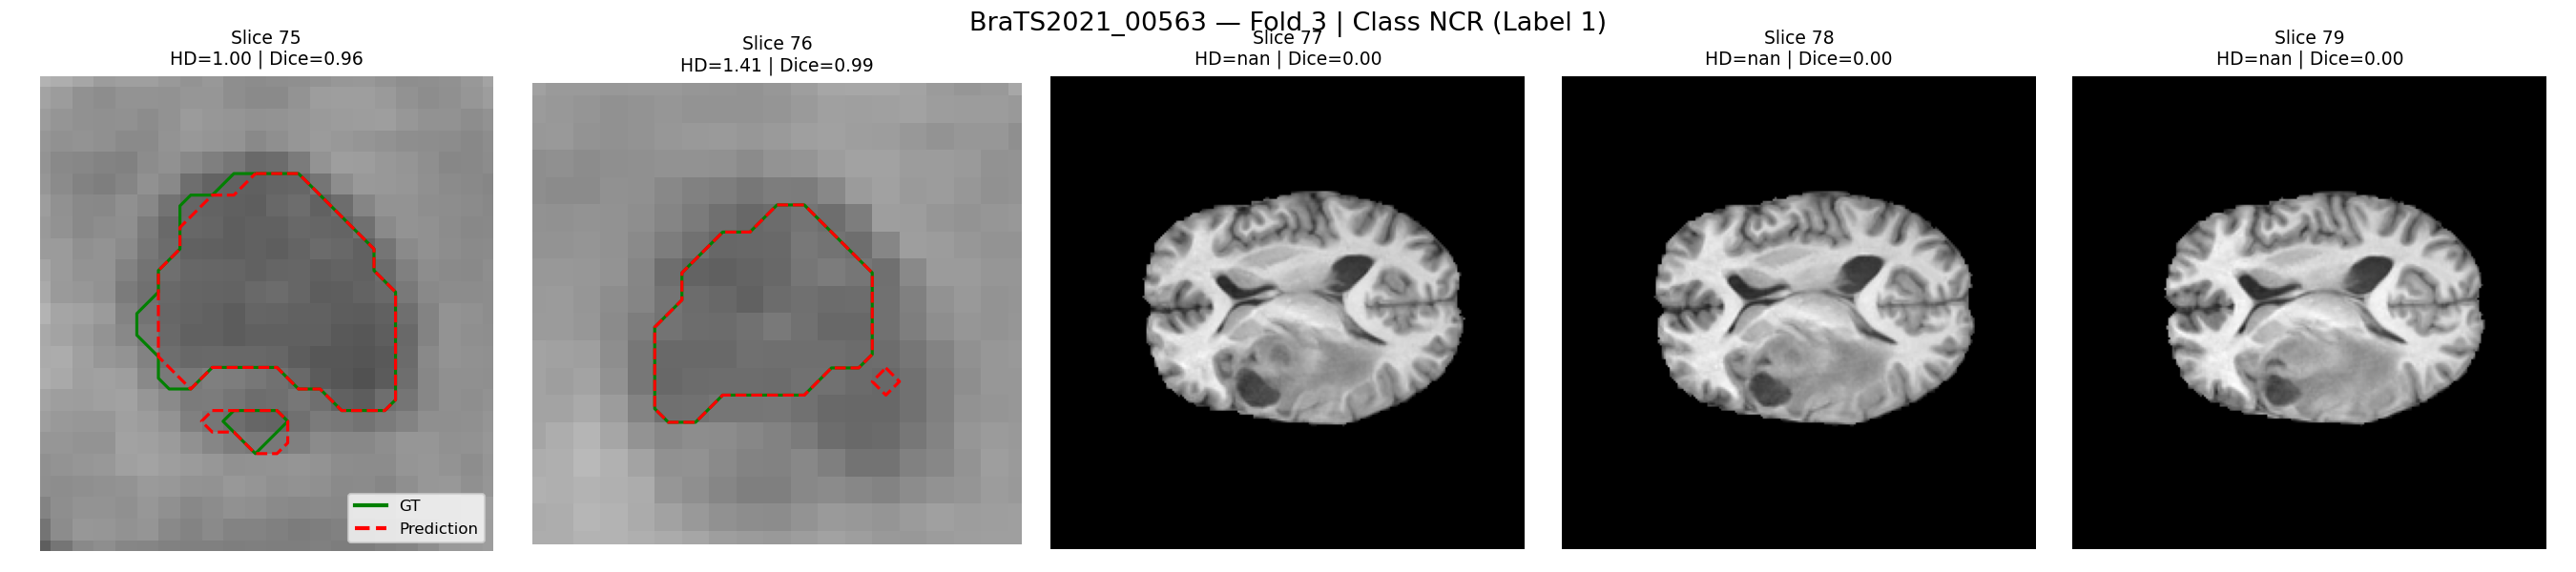 BraTS2021_00563 — Fold 3 | Class NCR (Label 1)
Slice 75
HD=1.00 | Dice=0.96
Slice 76
HD=1.41 | Dice=0.99
Slice 77
HD=nan | Dice=0.00
Slice 78
HD=nan | Dice=0.00
Slice 79
HD=nan | Dice=0.00
GT
Prediction